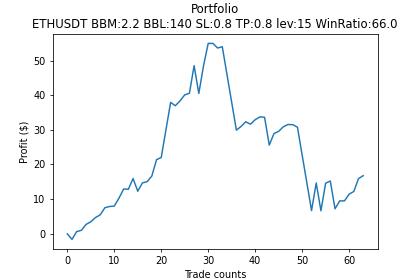 Portfolio
ETHUSDT BBM:2.2 BBL:140 SL:0.8 TP:0.8 lev:15 WinRatio:66.0
50
40
30
20
10
0
Profit ($)
0 10 20 30 40 50 60
Trade counts